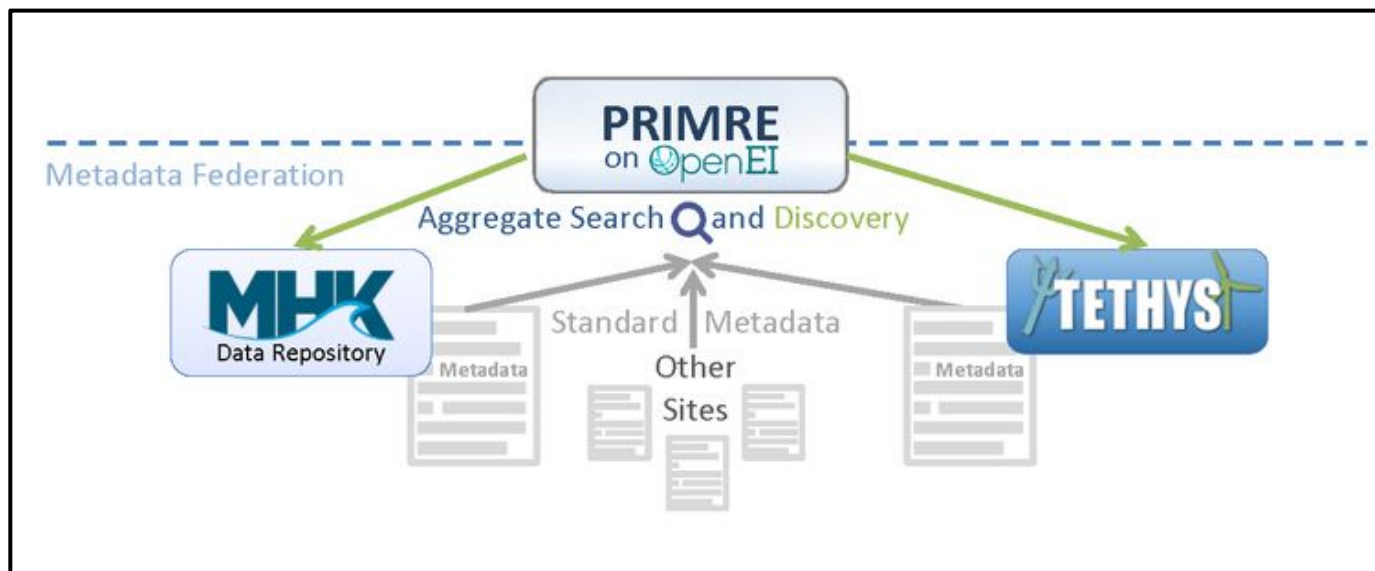 PRIMRE
on OpenEI
Metadata Federation
Aggregate Search and Discovery
MHK
Data Repository
TETHYS
Standard Metadata
Metadata
Other
Sites
Metadata